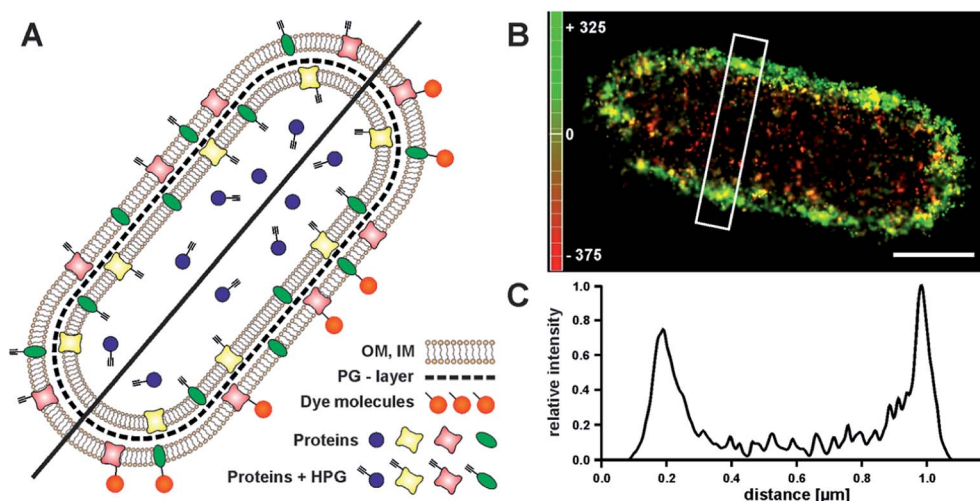 A
OM, IM
PG - layer
Dye molecules
Proteins
Proteins + HPG
B
+ 325
0
- 375
C
relative intensity
1.0
0.8
0.6
0.4
0.2
0
0.0 0.2 0.4 0.6 0.8 1.0
distance [µm]